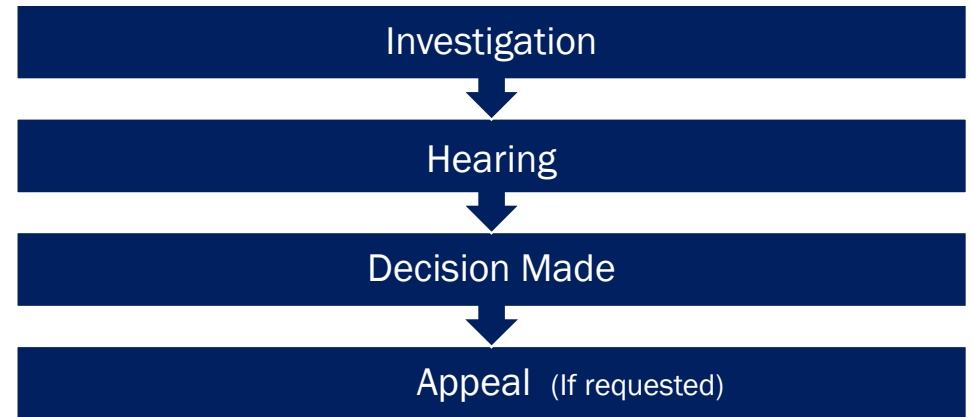 Investigation
Hearing
Decision Made
Appeal (If requested)